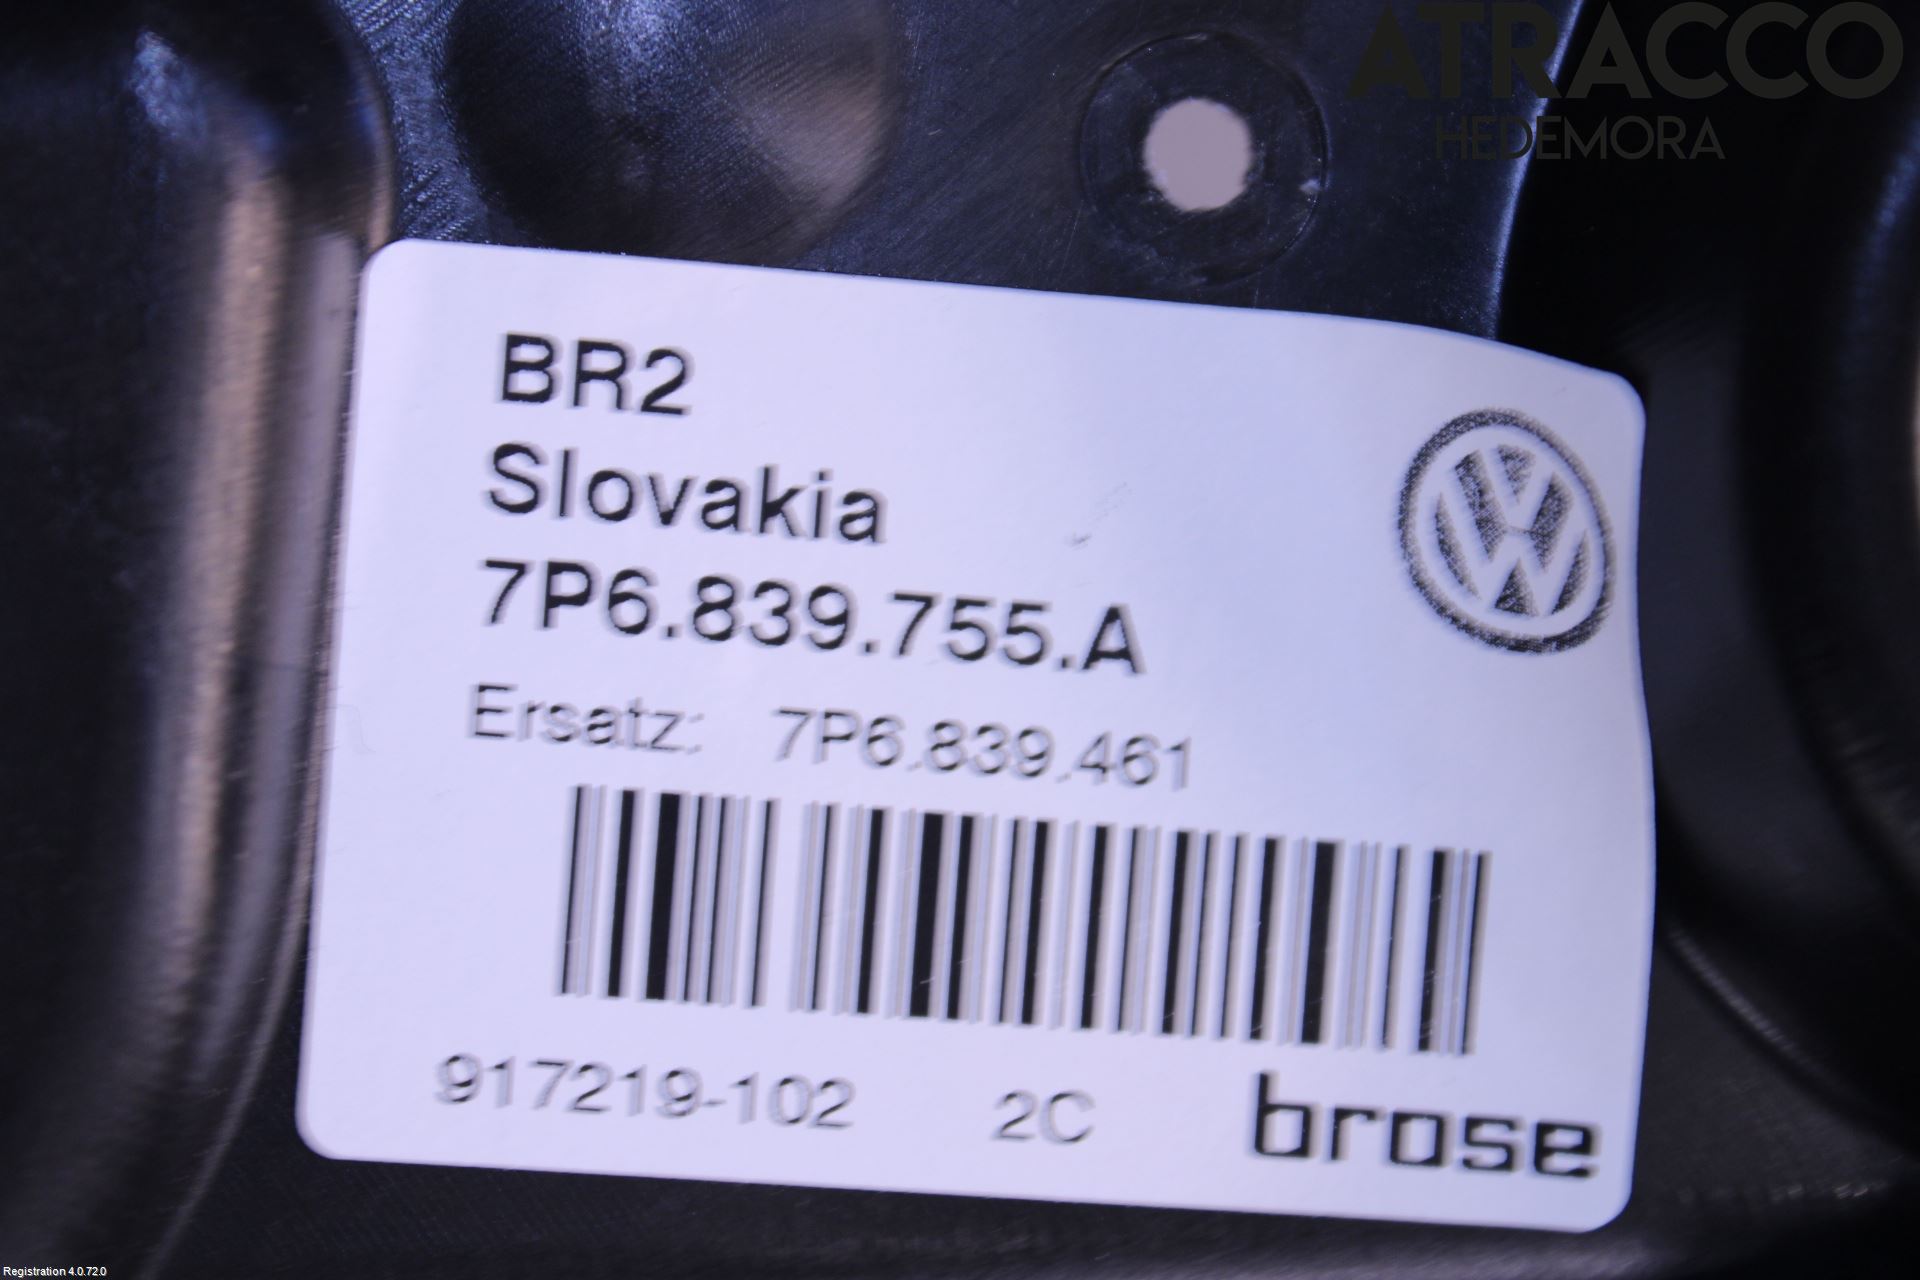 ATRACCO
HEDEMORA
BR2
Slovakia
7P6.839.755.A
Ersatz: 7P6.839.461
917219-102 2C brose
Registration 4.0.72.0